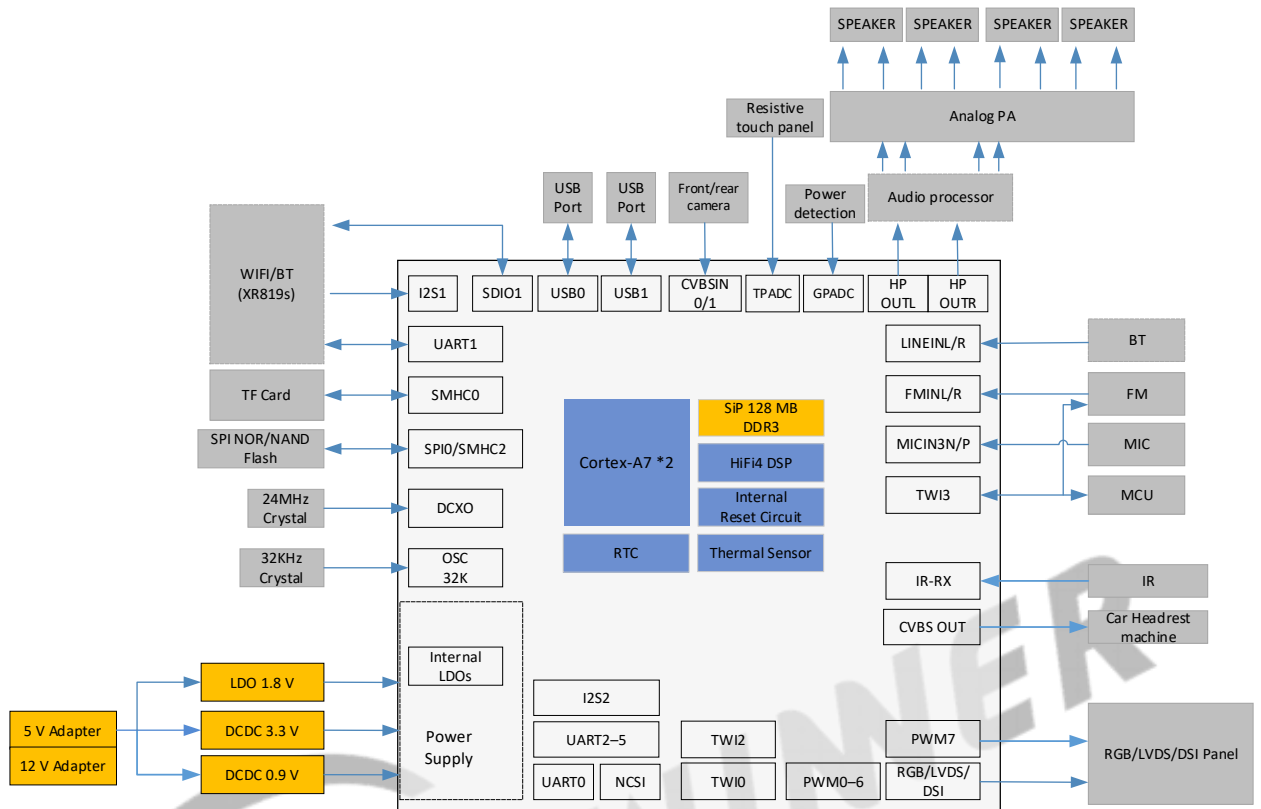 SPEAKER
SPEAKER
SPEAKER
SPEAKER
Analog PA
Resistive
touch panel
Audio processor
USB
Port
USB
Port
Front/rear
camera
Power
detection
WIFI/BT
(XR819s)
I2S1
SDIO1
USB0
USB1
CVBSIN
0/1
TPADC
GPADC
HP
OUTL
HP
OUTR
UART1
LINEINL/R
BT
TF Card
SMHC0
FMINL/R
FM
SPI NOR/NAND
Flash
SPI0/SMHC2
MICIN3N/P
MIC
24MHz
Crystal
DCXO
TWI3
MCU
32KHz
Crystal
OSC
32K
Cortex-A7 *2
SiP 128 MB
DDR3
HiFi4 DSP
Internal
Reset Circuit
RTC
Thermal Sensor
IR-RX
IR
CVBS OUT
Car Headrest
machine
Internal
LDOs
Power
Supply
LDO 1.8 V
5 V Adapter
DCDC 3.3 V
12 V Adapter
DCDC 0.9 V
I2S2
UART2–5
UART0
NCSI
TWI2
TWI0
PWM0–6
PWM7
RGB/LVDS/
DSI
RGB/LVDS/DSI Panel
WINNER